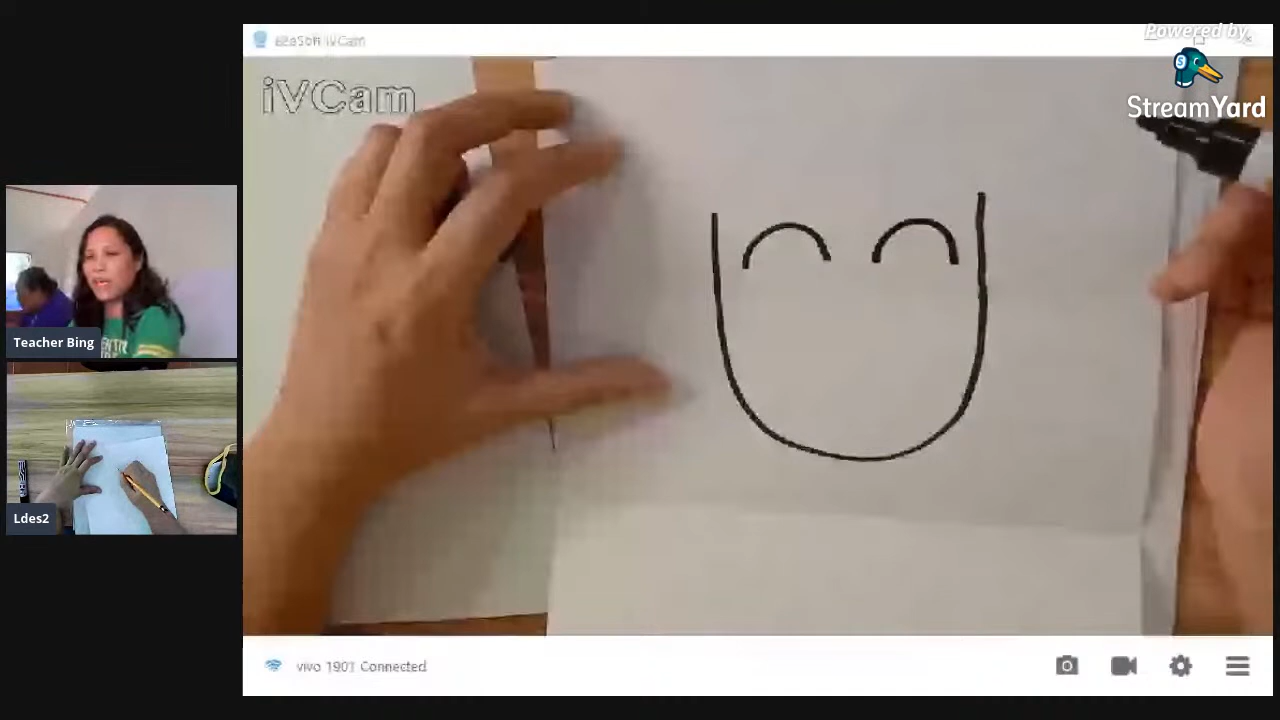 Powered by
StreamYard
iVCam
Teacher Bing
Ldes2
vivo 1901 Connected